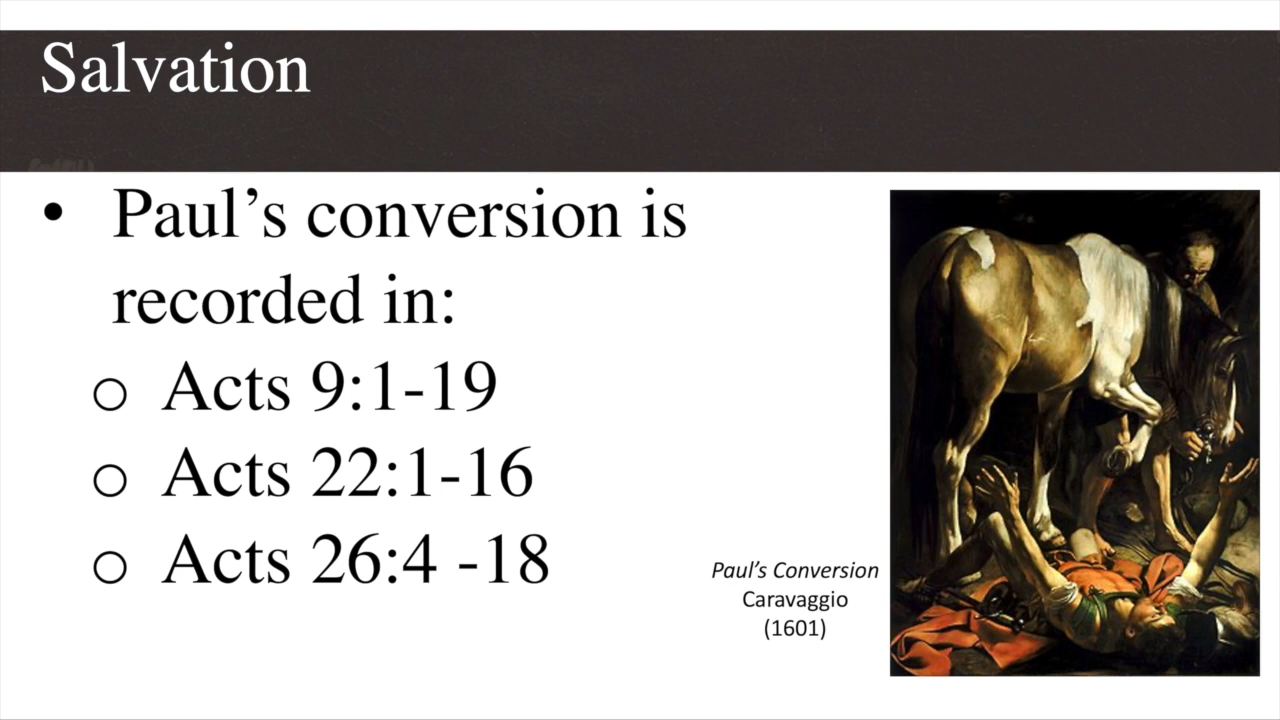 Salvation
• Paul’s conversion is
recorded in:
o Acts 9:1-19
o Acts 22:1-16
o Acts 26:4 -18
Paul’s Conversion
Caravaggio
(1601)